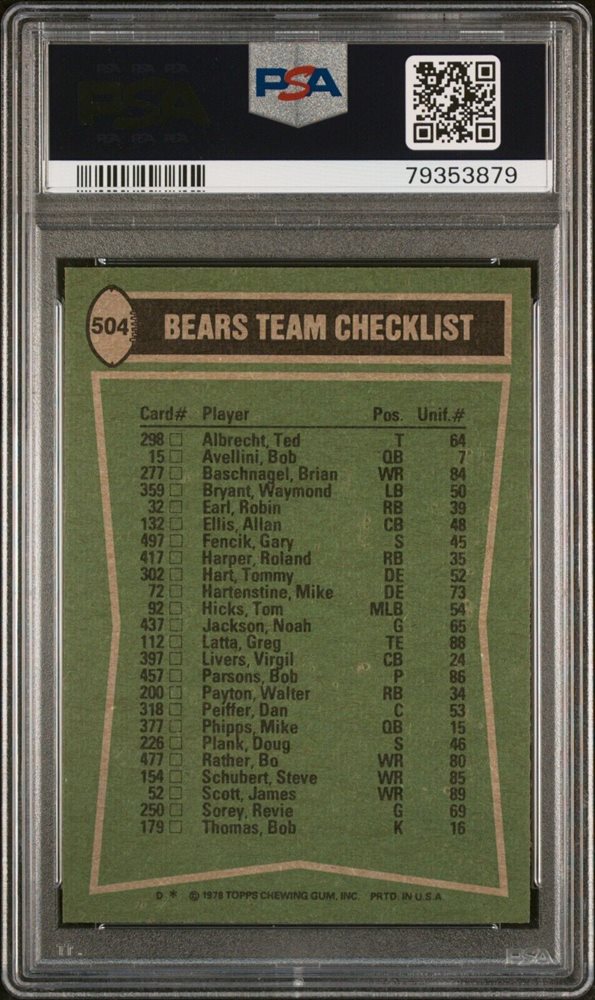 PSA
79353879
504 BEARS TEAM CHECKLIST
Card# Player Pos. Unif.#
298 Albrecht, Ted T 64
15 Avellini, Bob QB 7
277 Baschnagel, Brian WR 84
359 Bryant, Waymond LB 50
32 Earl, Robin RB 39
132 Ellis, Allan CB 48
497 Fencik, Gary S 45
417 Harper, Roland RB 35
302 Hart, Tommy DE 52
72 Hartenstine, Mike DE 73
92 Hicks, Tom MLB 54
437 Jackson, Noah G 65
112 Latta, Greg TE 88
397 Livers, Virgil CB 24
457 Parsons, Bob P 86
200 Payton, Walter RB 34
318 Peiffer, Dan C 53
377 Phipps, Mike QB 15
226 Plank, Doug S 46
477 Rather, Bo WR 80
154 Schubert, Steve WR 85
52 Scott, James WR 89
250 Sorey, Revie G 69
179 Thomas, Bob K 16
D * © 1978 TOPPS CHEWING GUM, INC. PRTD. IN U.S.A.
PSA